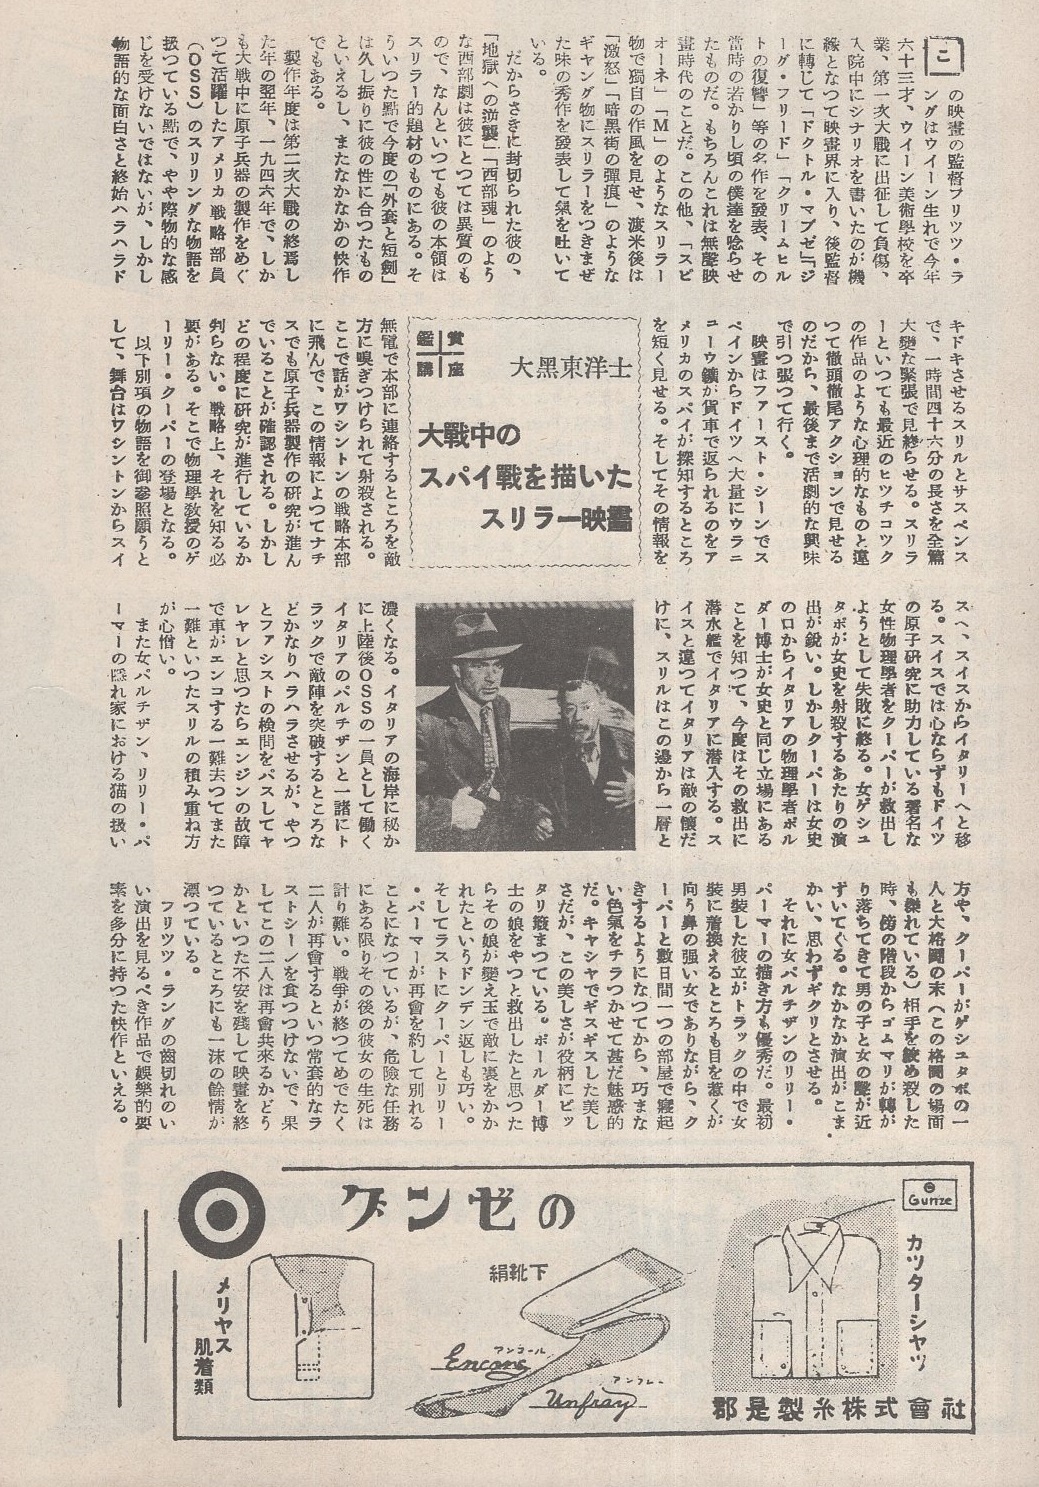 この映畫の監督フリッツ・ラ
ングはウイーン生れで今年
六十三才、ウイーン美術學校を卒
業、第一次大戰に出征して負傷、
入院中にシナリオを書いたのが機
縁となつて映畫界に入り、後監督
に轉じて「ドクトル・マブゼ」「ジ
ーグ・フリード」「クリームヒル
トの復讐」等の名作を發表、その
當時の若かりし頃の僕達を唸らせ
たものだ。もちろんこれは無聲映
畫時代のことだ。この他、「スピ
オーネ」「M」のようなスリラー
物で獨自の作風を見せ、渡米後は
「激怒」「暗黑街の彈痕」のような
ギャング物にスリラーをつきまぜ
た味の秀作を發表して氣を吐いて
いる。
だからさきに封切られた彼の、
「地獄への逆襲」「西部魂」のよう
な西部劇は彼にとつては異質のも
ので、なんといつても彼の本領は
スリラー的題材のものにある。そ
ういつた點で今度の「外套と短劍」
は久し振りに彼の性に合つたもの
といえるし、またなかなかの快作
でもある。
製作年度は第二次大戰の終焉し
た年の翌年、一九四六年で、しか
も大戰中に原子兵器の製作をめぐ
つて活躍したアメリカ戰略部員
(OSS)のスリリングな物語を
扱つている點で、やや際物的な感
じを受けないではないが、しかし
物語的な面白さと終始ヘラハラド
キドキさせるスリルとサスペンス
で、一時間四十六分の長さを全篇
大變な緊張で見終らせる。スリラ
ーといつても最近のヒツチコツク
の作品のような心理的なものと違
つて徹頭徹尾アクションで見せる
のだから、最後まで活劇的な興味
で引つ張つて行く。
映畫はファースト・シーンでス
ペインからドイツへ大量にウラニ
ューウ鑛が貨車で返られるのをア
メリカのスパイが探知するところ
を短く見せる。そしてその情報を
鑑賞講座
大黑東洋士
大戰中の
スパイ戰を描いた
スリラー映畫
無電で本部に連絡するところを敵
方に嗅ぎつけられて射殺される。
ここで話がワシントンの戰略本部
に飛んで、この情報によつてナチ
スでも原子兵器製作の研究が進ん
でいることが確認される。しかし
どの程度に研究が進行しているか
判らない。戰略上、それを知る必
要がある。そこで物理學教授のゲ
ーリー・クーパーの登場となる。
以下別項の物語を御參照願うと
して、舞台はワシントンからスイ
スへ、スイスからイタリーへと移
る。スイスでは心ならずもドイツ
の原子研究に助力している著名な
女性物理學者をクーパーが救出し
ようとして失敗に終る。女ゲシュ
タポが女史を射殺するあたりの演
出が鋭い。しかしクーパーは女史
の口からイタリアの物理學者ポル
ダー博士が女史と同じ立場にある
ことを知つて、今度はその救出に
潜水艦でイタリアに潜入する。ス
イスと違つてイタリアは敵の懷だ
けに、スリルはこの邊から一層と
濃くなる。イタリアの海岸に秘か
に上陸後OSSの一員として働く
イタリアのパルチザンと一諸にト
ラックで敵陣を突破するところな
どかなりハラハラさせるが、やつ
とファシストの檢問をパスしてヤ
レヤレと思つたらエンジンの故障
で車がエンコする一難去つてまた
一難といつたスリルの積み重ね方
が心憎い。
また女パルチザン、リリー・パ
ーマーの隱れ家における猫の扱い
方や、クーパーがゲシュタポの一
人と大格鬪の末(この格鬪の場面
も傑れている)相手を絞め殺した
時、傍の階段からゴムマリが轉が
り落ちてきて男の子と女の聲が近
ずいてくる。なかなか演出がこま
かい、思わずギクリとさせる。
それに女パルチザンのリリー・
パーマーの描き方も優秀だ。最初
男裝した彼立がトラックの中で女
裝に着換えるところも目を惹くが
向う鼻の强い女でありながら、ク
ーパーと數日間一つの部屋で寢起
きするようになつてから、巧まな
い色氣をチラつかせて甚だ魅惑的
だ。キャシャでギスギスした美し
さだが、この美しさが役柄にピッ
タリ嵌まつている。ポールダー博
士の娘をやつと救出したと思つた
らその娘が變え玉で敵に裏をかか
れたというドンデン返しも巧い。
そしてラストにクーパーとリリー
・パーマーが再會を約して別れる
ことになつているが、危險な任務
にある限りその後の彼女の生死は
計り難い。戰爭が終つてめでたく
二人が再會するといつ常套的なラ
ストシーンを食つつけないで、果
してこの二人は再會共來るかどう
かといつた不安を殘して映畫を終
つているところにも一抹の餘情が
漂つている。
フリツツ・ラングの齒切れのい
い演出を見るべき作品で娛樂的要
素を多分に持つた快作といえる。
グンゼの
Gunze
カツターシャツ
絹靴下
アンコール
Encore
アンフレー
Unfray
メリヤス
肌着類
郡是製糸株式會社